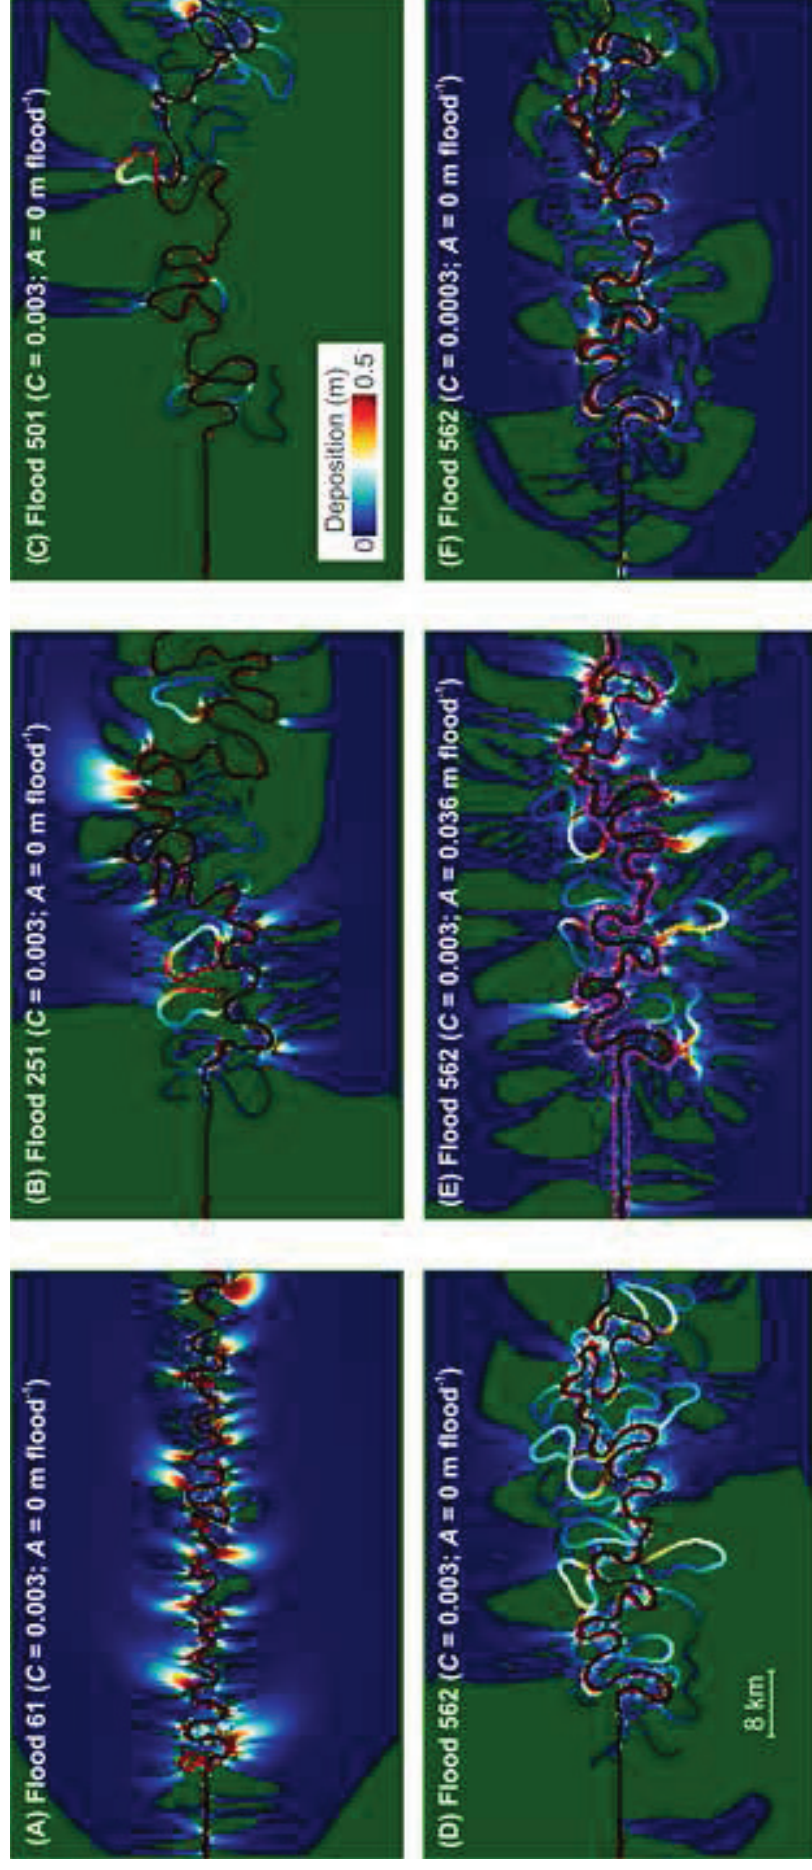 (A) Flood 61 (C = 0.003; A = 0 m flood⁻¹)
(B) Flood 251 (C = 0.003; A = 0 m flood⁻¹)
(C) Flood 501 (C = 0.003; A = 0 m flood⁻¹)
Deposition (m)
0 0.5
(D) Flood 562 (C = 0.003; A = 0 m flood⁻¹)
8 km
(E) Flood 562 (C = 0.003; A = 0.036 m flood⁻¹)
(F) Flood 562 (C = 0.0003; A = 0 m flood⁻¹)